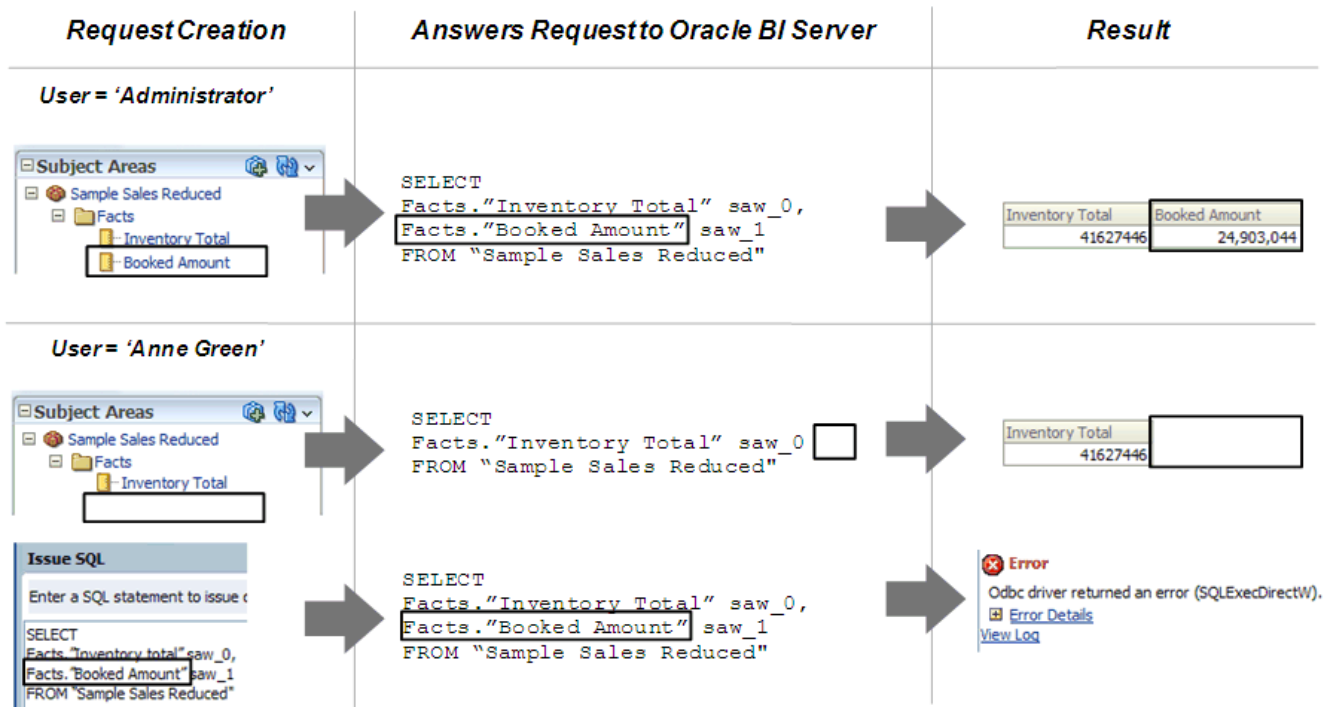 Request Creation
Answers Request to Oracle BI Server
Result
User = ‘Administrator’
Subject Areas
Sample Sales Reduced
Facts
Inventory Total
Booked Amount
SELECT
Facts.”Inventory Total” saw_0,
Facts.”Booked Amount” saw_1
FROM “Sample Sales Reduced"
Inventory Total Booked Amount
41627446 24,903,044
User = ‘Anne Green’
Subject Areas
Sample Sales Reduced
Facts
Inventory Total
SELECT
Facts.”Inventory Total” saw_0
FROM “Sample Sales Reduced"
Inventory Total
41627446
Issue SQL
Enter a SQL statement to issue
SELECT
Facts."Inventory total" saw_0,
Facts."Booked Amount" saw_1
FROM "Sample Sales Reduced"
SELECT
Facts.”Inventory Total” saw_0,
Facts.”Booked Amount” saw_1
FROM “Sample Sales Reduced"
Error
Odbc driver returned an error (SQLExecDirectW).
Error Details
View Log